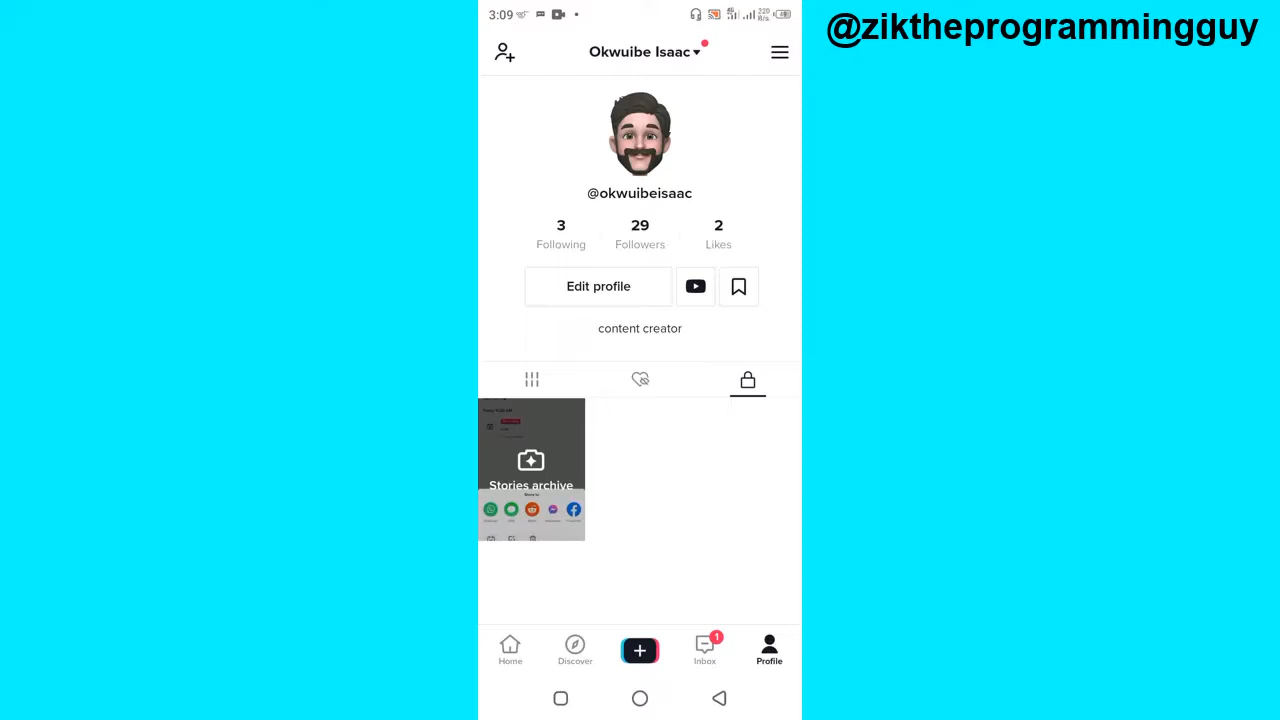 3:09
@ziktheprogrammingguy
Okwuibe Isaac
@okwuibeisaac
3 29 2
Following Followers Likes
Edit profile
content creator
Stories archive
1
Home Discover Inbox Profile